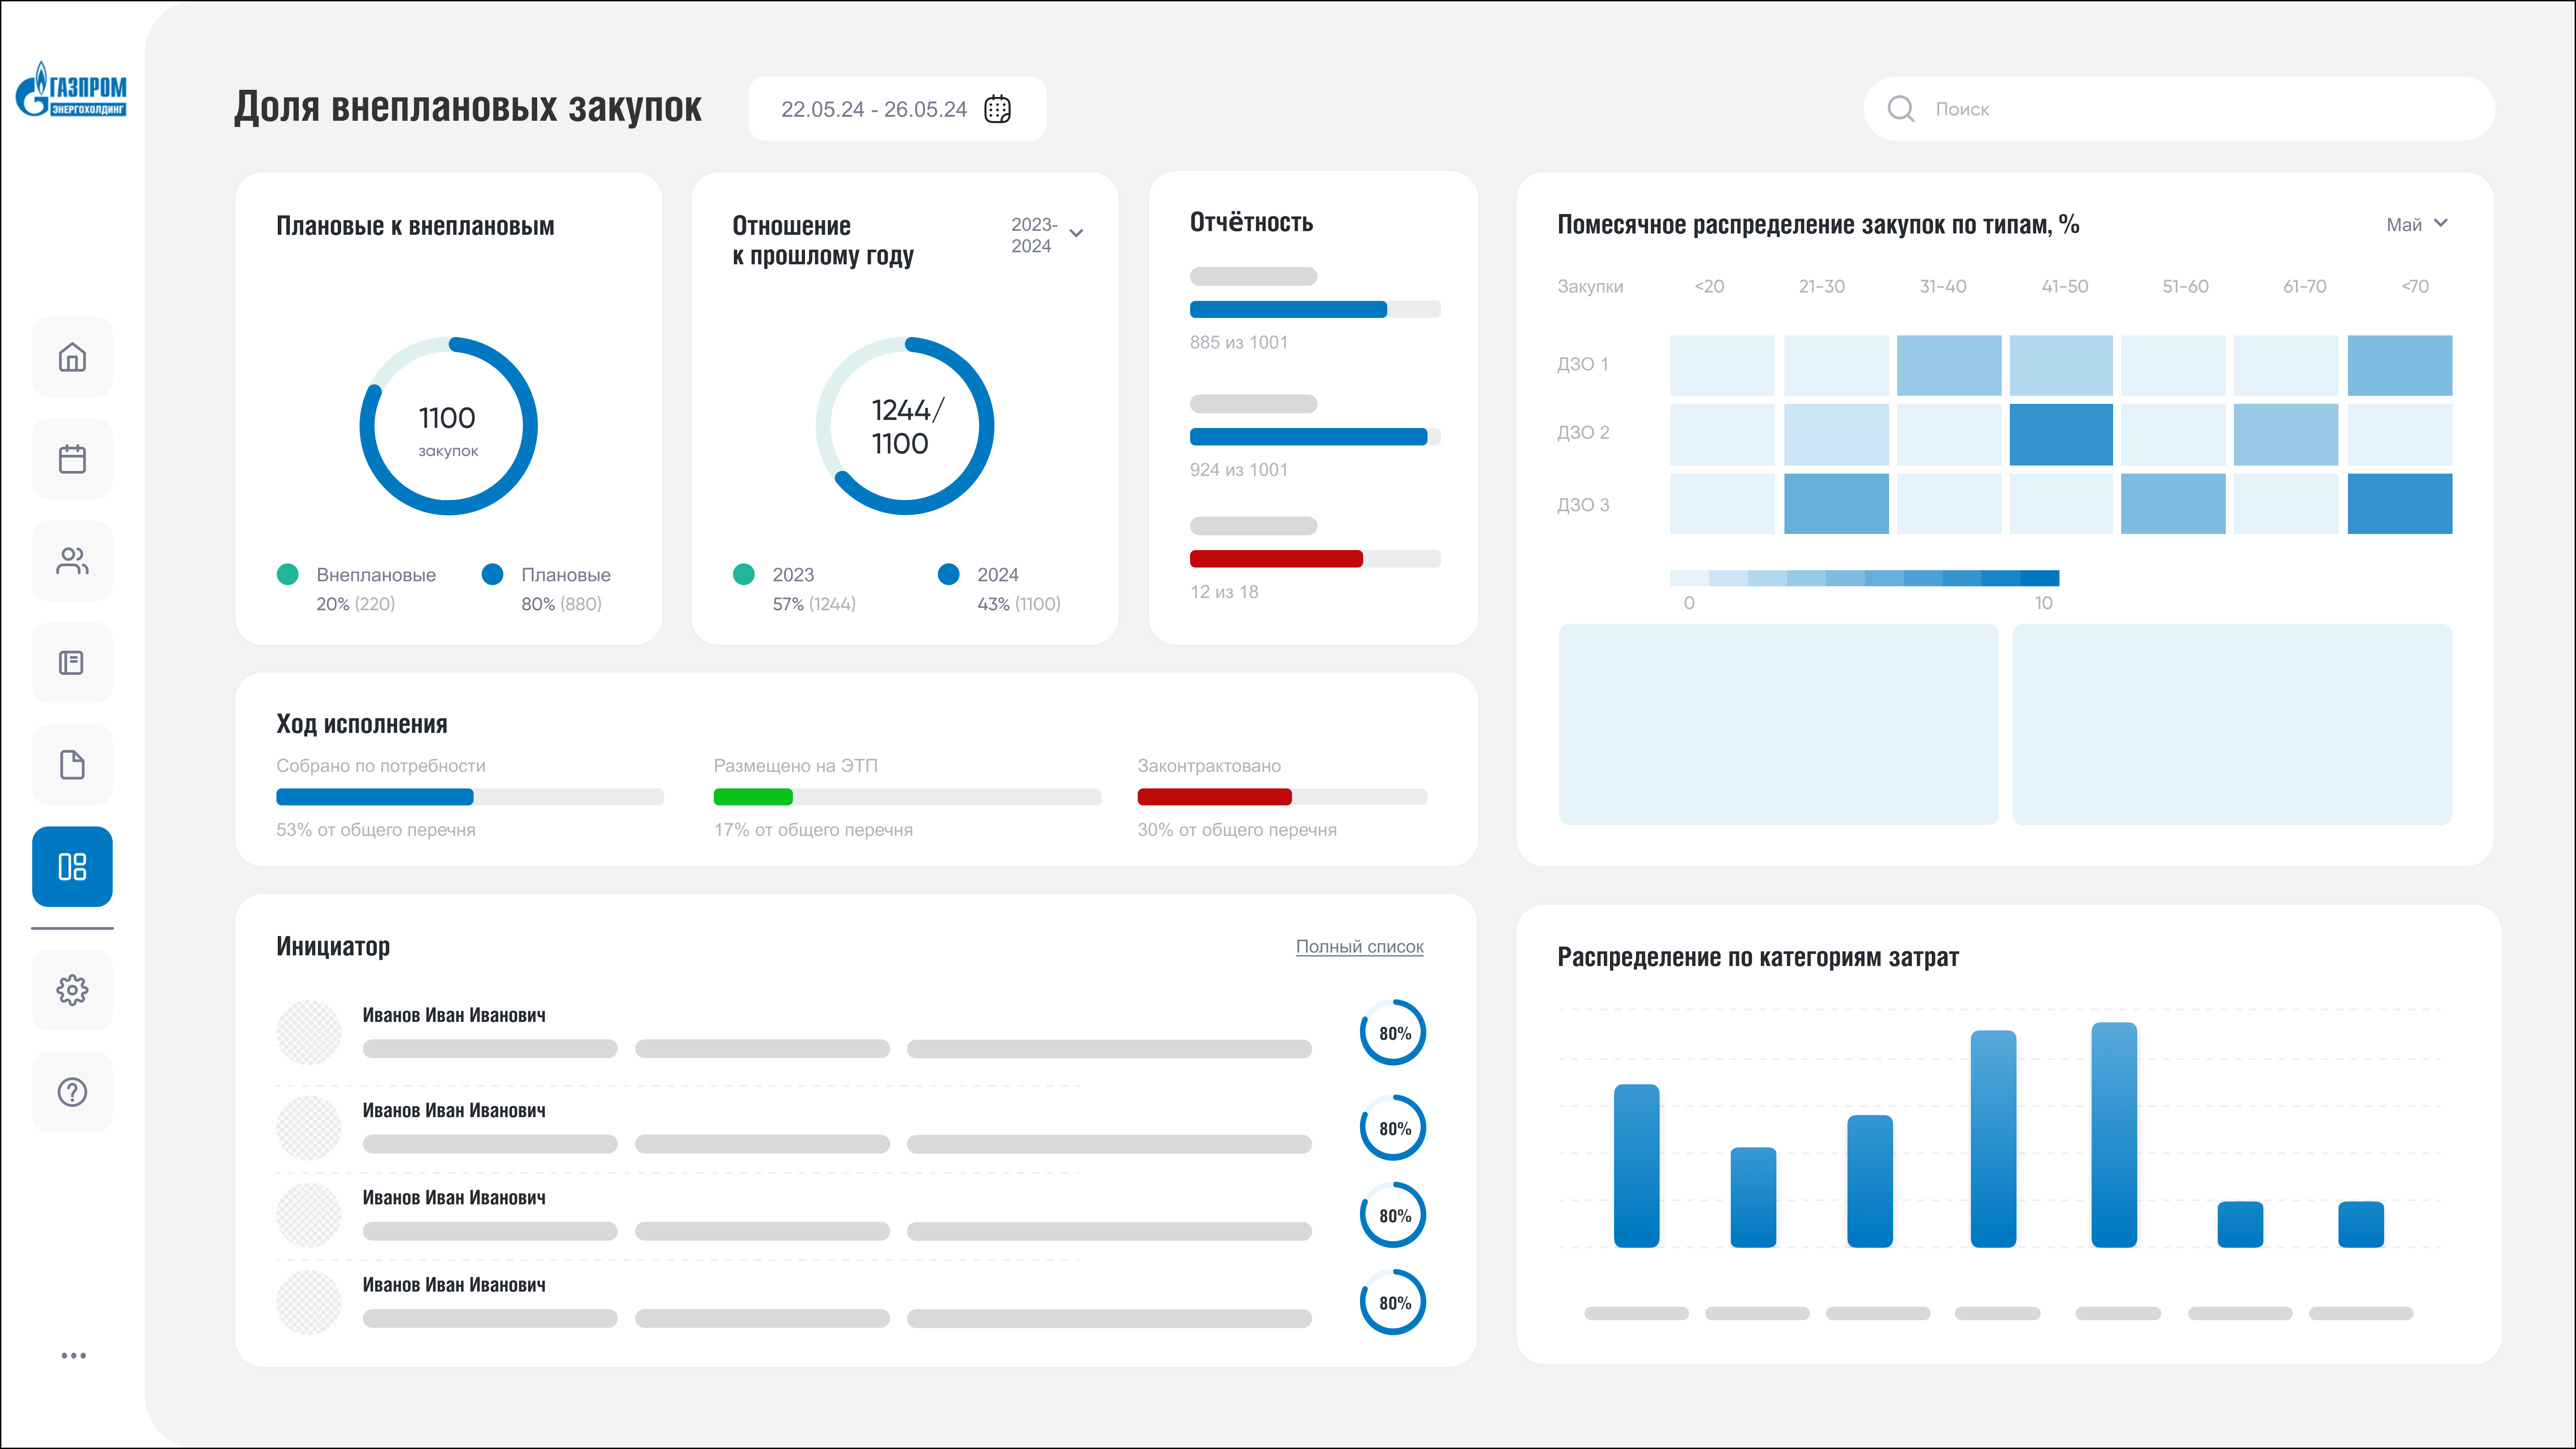 ГАЗПРОМ
ЭНЕРГОХОЛДИНГ
Доля внеплановых закупок
22.05.24 - 26.05.24
Поиск
Плановые к внеплановым
1100
закупок
Внеплановые
20% (220)
Плановые
80% (880)
Отношение
к прошлому году
2023-
2024
1244/
1100
2023
57% (1244)
2024
43% (1100)
Отчётность
885 из 1001
924 из 1001
12 из 18
Помесячное распределение закупок по типам, %
Май
Закупки <20 21-30 31-40 41-50 51-60 61-70 <70
ДЗО 1
ДЗО 2
ДЗО 3
0 10
Ход исполнения
Собрано по потребности
53% от общего перечня
Размещено на ЭТП
17% от общего перечня
Законтрактовано
30% от общего перечня
Инициатор
Полный список
Иванов Иван Иванович
80%
Иванов Иван Иванович
80%
Иванов Иван Иванович
80%
Иванов Иван Иванович
80%
Распределение по категориям затрат